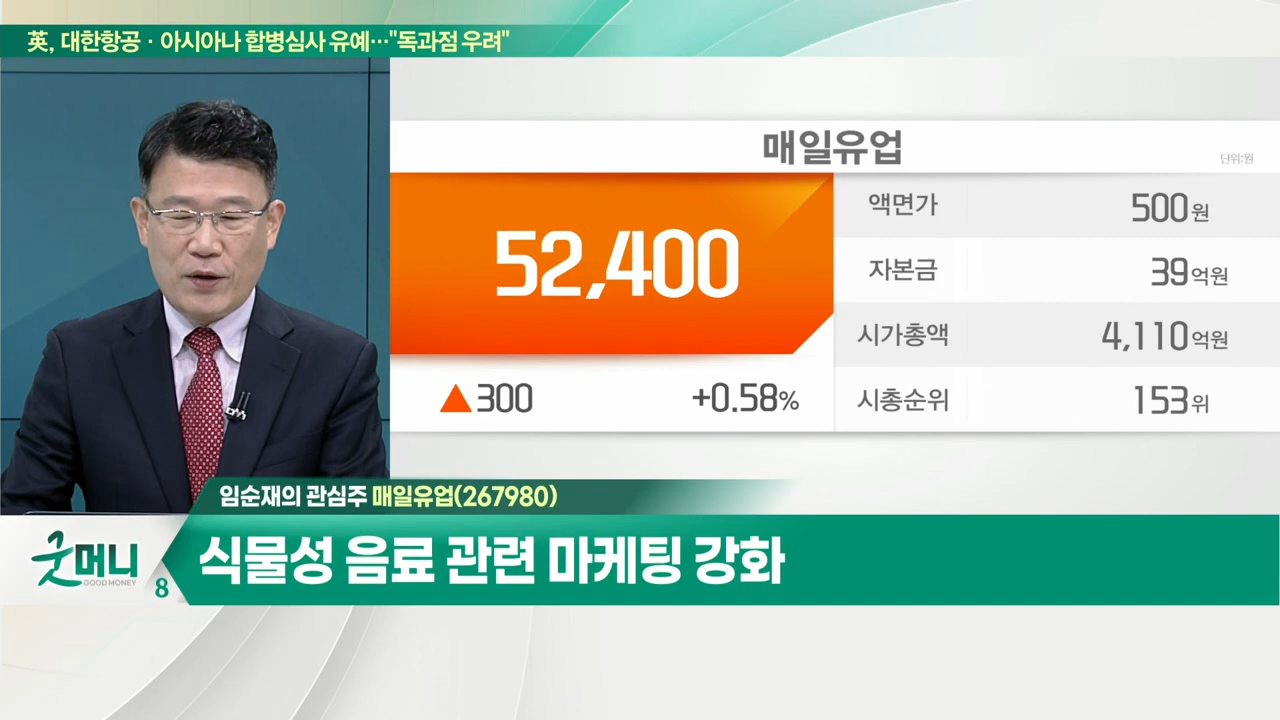 英, 대한항공 · 아시아나 합병심사 유예…"독과점 우려"
매일유업
단위:원
52,400
▲300 +0.58%
액면가 500원
자본금 39억원
시가총액 4,110억원
시총순위 153위
임순재의 관심주 매일유업(267980)
굿머니
GOOD MONEY
8
식물성 음료 관련 마케팅 강화